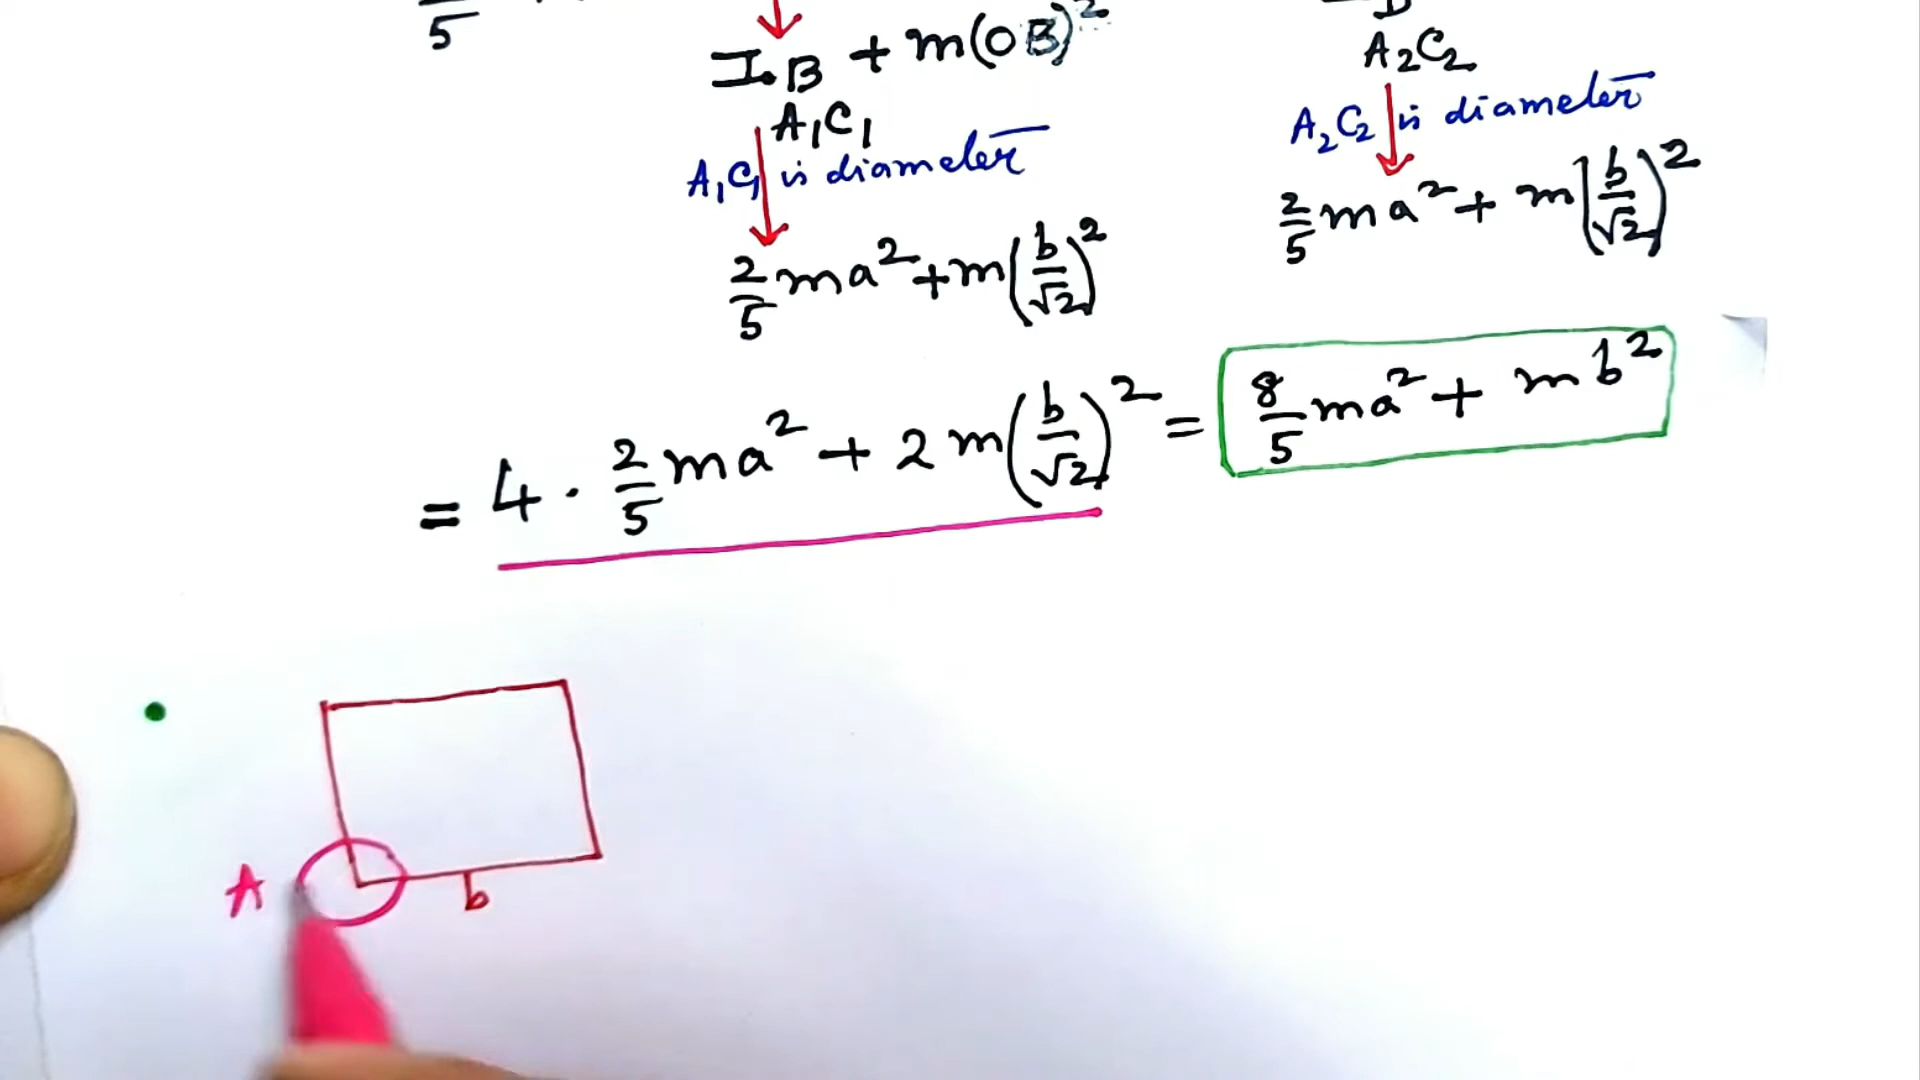 5
I.B + m(OB)²
A₁C₁
A₁C₁ is diameter
2/5 ma² + m(b/√2)²
D
A₂C₂
A₂C₂ is diameter
2/5 ma² + m(b/√2)²
= 4 · 2/5 ma² + 2 m(b/√2)² = 8/5 ma² + mb²
A
b